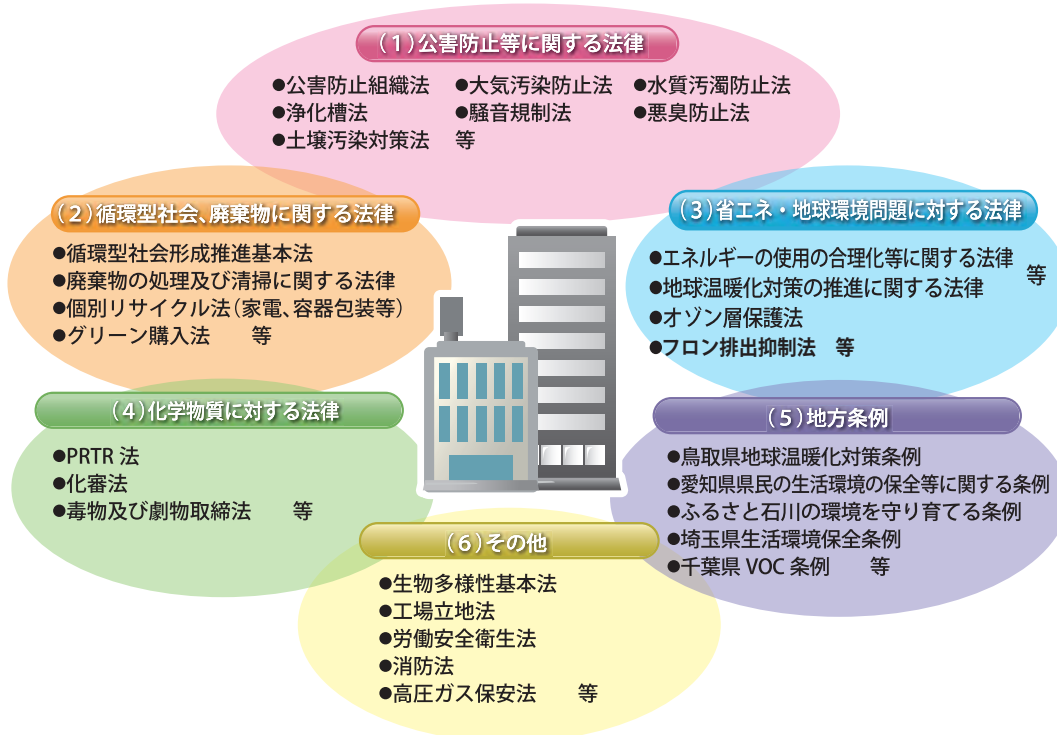 (1)公害防止等に関する法律
●公害防止組織法 ●大気汚染防止法 ●水質汚濁防止法
●浄化槽法 ●騒音規制法 ●悪臭防止法
●土壌汚染対策法 等
(2)循環型社会、廃棄物に関する法律
●循環型社会形成推進基本法
●廃棄物の処理及び清掃に関する法律
●個別リサイクル法(家電、容器包装等)
●グリーン購入法 等
(3)省エネ・地球環境問題に対する法律
●エネルギーの使用の合理化等に関する法律
●地球温暖化対策の推進に関する法律 等
●オゾン層保護法
●フロン排出抑制法 等
(4)化学物質に対する法律
●PRTR 法
●化審法
●毒物及び劇物取締法 等
(5)地方条例
●鳥取県地球温暖化対策条例
●愛知県県民の生活環境の保全等に関する条例
●ふるさと石川の環境を守り育てる条例
●埼玉県生活環境保全条例
●千葉県 VOC 条例 等
(6)その他
●生物多様性基本法
●工場立地法
●労働安全衛生法
●消防法
●高圧ガス保安法 等